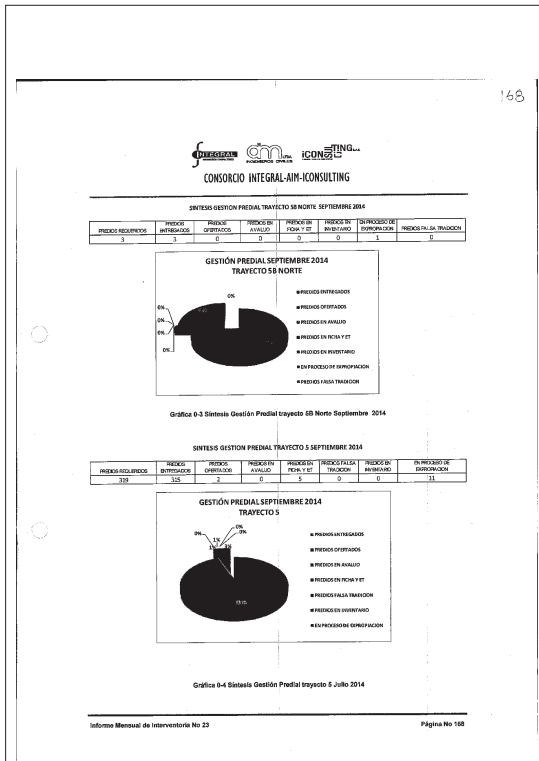 168
INTEGRAL
aim LTDA
INGENIEROS CIVILES
iCONSULTING S.A.S
CONSORCIO INTEGRAL-AIM-ICONSULTING
SINTESIS GESTION PREDIAL TRAYECTO 5B NORTE SEPTIEMBRE 2014
PREDIOS REQUERIDOS PREDIOS ENTREGADOS PREDIOS OFERTADOS PREDIOS EN AVALUO PREDIOS EN FICHA Y ET PREDIOS EN INVENTARIO EN PROCESO DE EXPROPIACION PREDIOS FALSA TRADICION
3 3 0 0 0 0 1 0
GESTIÓN PREDIAL SEPTIEMBRE 2014
TRAYECTO 5B NORTE
0%
0%
0%
0%
0%
PREDIOS ENTREGADOS
PREDIOS OFERTADOS
PREDIOS EN AVALUO
PREDIOS EN FICHA Y ET
PREDIOS EN INVENTARIO
EN PROCESO DE EXPROPIACION
PREDIOS FALSA TRADICION
Gráfica 0-3 Síntesis Gestión Predial trayecto 5B Norte Septiembre 2014
SINTESIS GESTION PREDIAL TRAYECTO 5 SEPTIEMBRE 2014
PREDIOS REQUERIDOS PREDIOS ENTREGADOS PREDIOS OFERTADOS PREDIOS EN AVALUO PREDIOS EN FICHA Y ET PREDIOS FALSA TRADICION PREDIOS EN INVENTARIO EN PROCESO DE EXPROPIACION
319 315 2 0 5 0 0 11
GESTIÓN PREDIAL SEPTIEMBRE 2014
TRAYECTO 5
0%
0%
0%
1%
1%
3%
PREDIOS ENTREGADOS
PREDIOS OFERTADOS
PREDIOS EN AVALUO
PREDIOS EN FICHA Y ET
PREDIOS FALSA TRADICION
PREDIOS EN INVENTARIO
EN PROCESO DE EXPROPIACION
Gráfica 0-4 Síntesis Gestión Predial trayecto 5 Julio 2014
Informe Mensual de Interventoría No 23 Página No 168